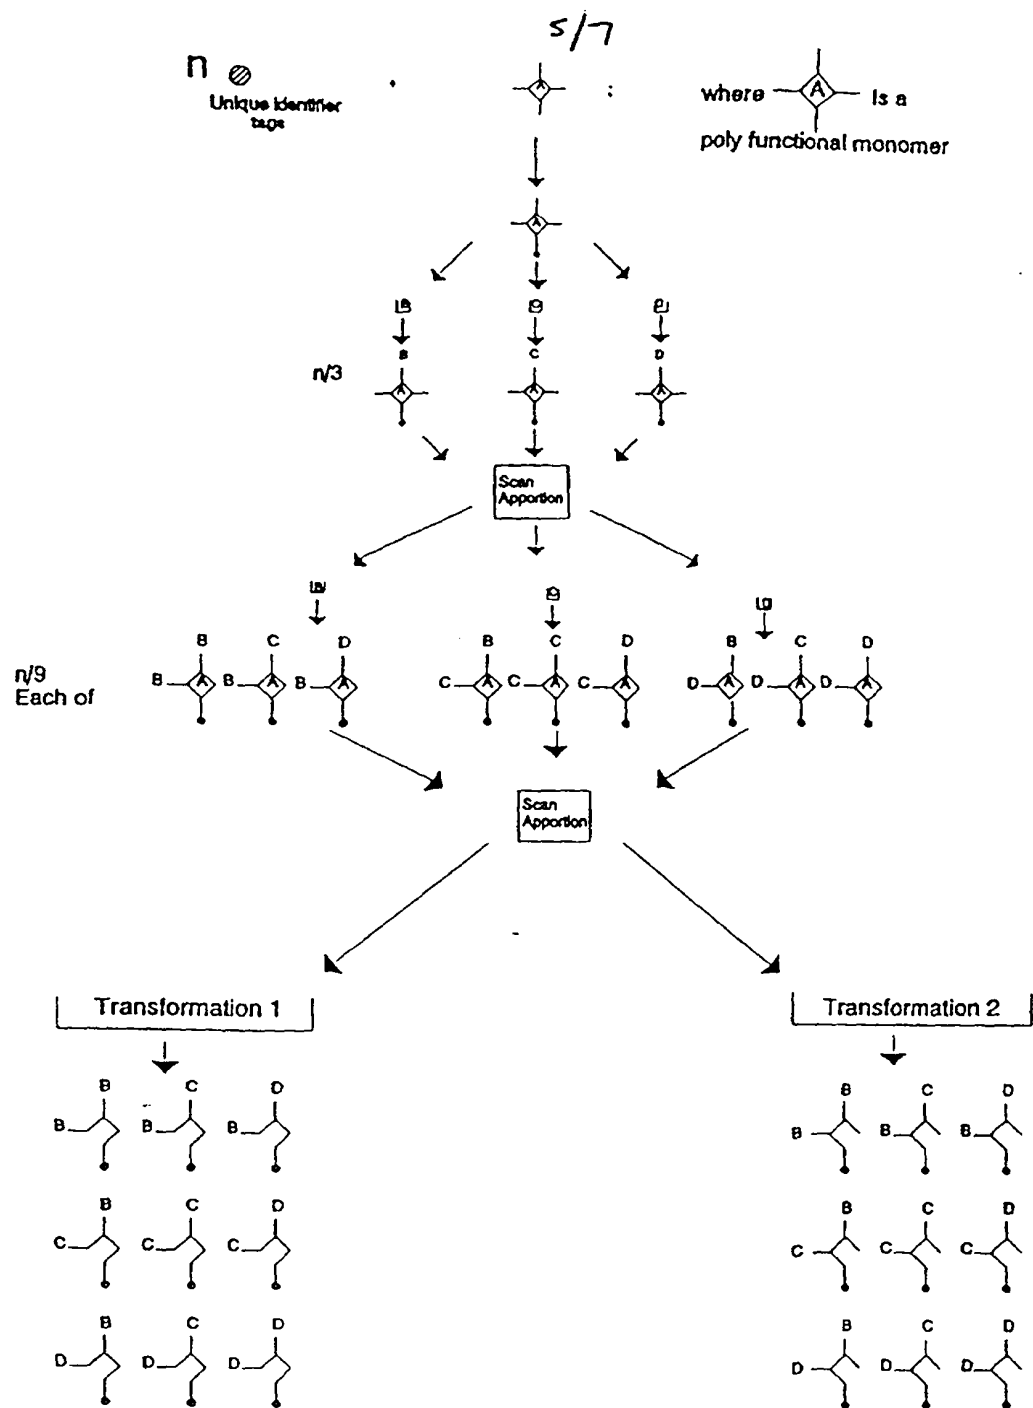 5/7
n
Unique identifier
tags
A
where A is a
poly functional monomer
A
B C D
n/3
A A A
Scan
Apportion
B C D B C D B C D
n/9
Each of
B A B A B A C A C A C A D A D A D A
Scan
Apportion
Transformation 1 Transformation 2
B C D B C D
B B B B B B
B C D B C D
C C C C C C
B C D B C D
D D D D D D